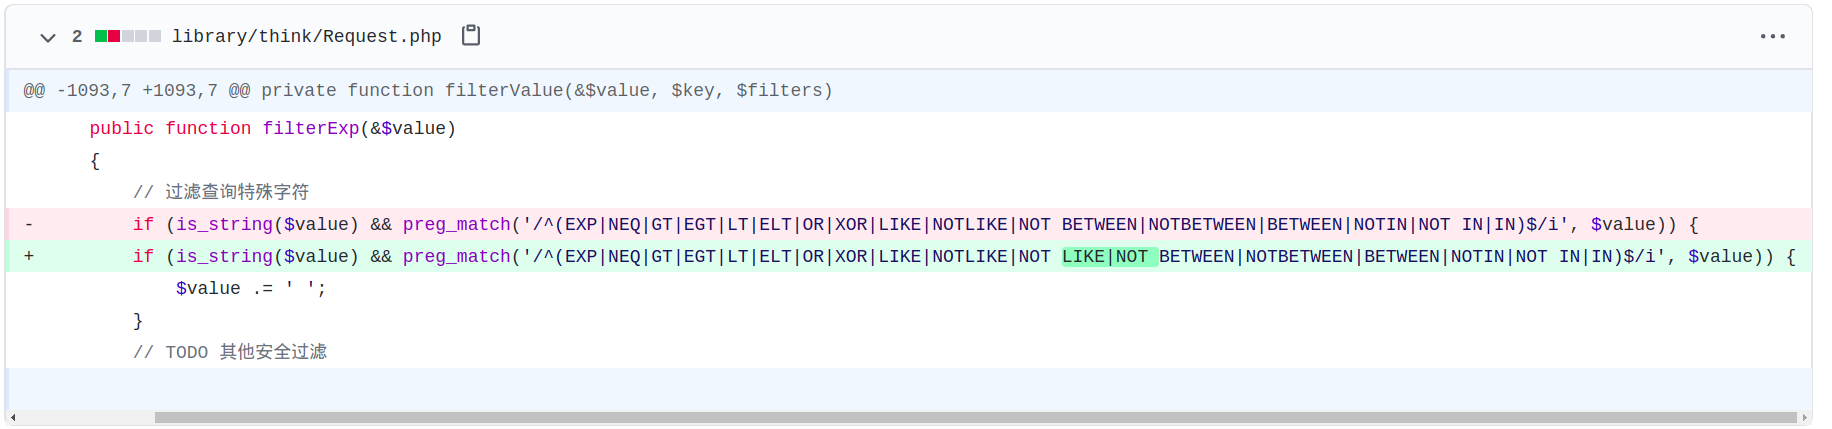 2 library/think/Request.php
@@ -1093,7 +1093,7 @@ private function filterValue(&$value, $key, $filters)
public function filterExp(&$value)
{
// 过滤查询特殊字符
- if (is_string($value) && preg_match('/^(EXP|NEQ|GT|EGT|LT|ELT|OR|XOR|LIKE|NOTLIKE|NOT BETWEEN|NOTBETWEEN|BETWEEN|NOTIN|NOT IN|IN)$/i', $value)) {
+ if (is_string($value) && preg_match('/^(EXP|NEQ|GT|EGT|LT|ELT|OR|XOR|LIKE|NOTLIKE|NOT LIKE|NOT BETWEEN|NOTBETWEEN|BETWEEN|NOTIN|NOT IN|IN)$/i', $value)) {
$value .= ' ';
}
// TODO 其他安全过滤